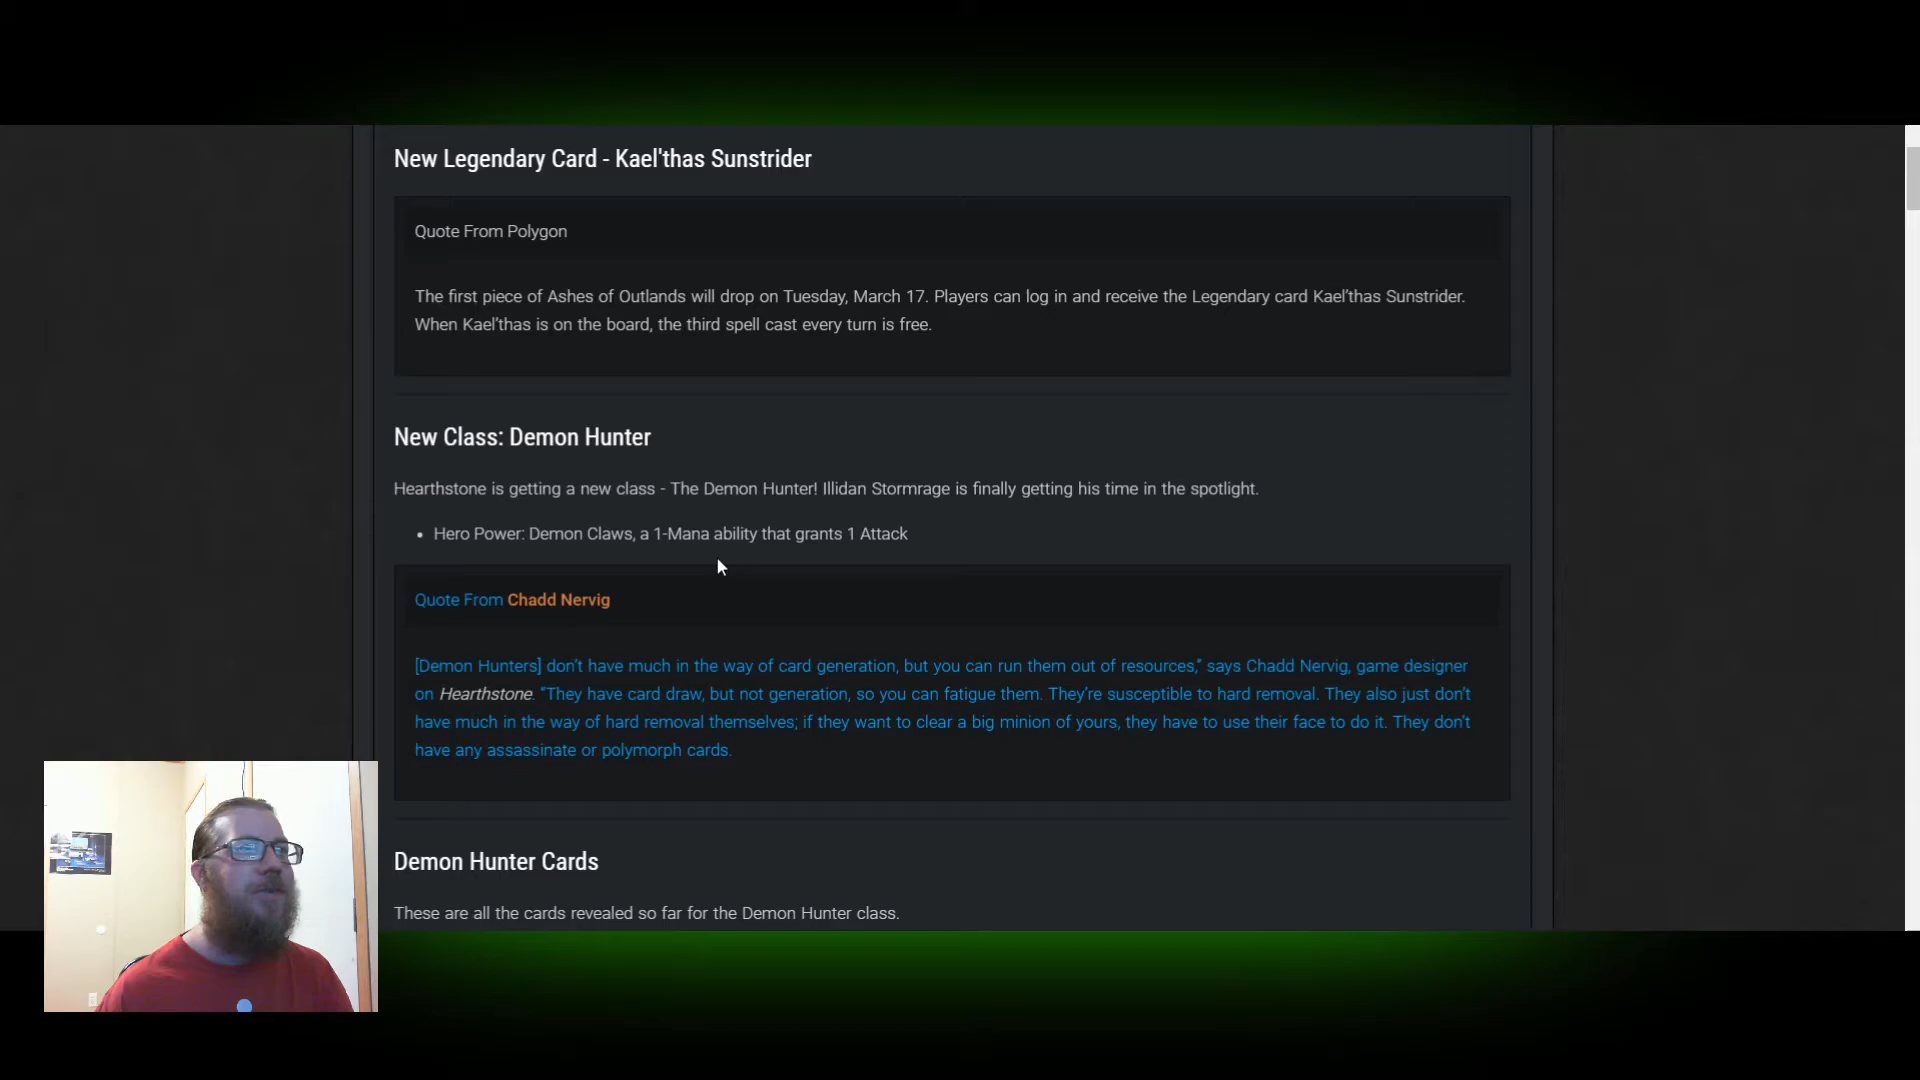 New Legendary Card - Kael'thas Sunstrider
Quote From Polygon
The first piece of Ashes of Outlands will drop on Tuesday, March 17. Players can log in and receive the Legendary card Kael’thas Sunstrider.
When Kael’thas is on the board, the third spell cast every turn is free.
New Class: Demon Hunter
Hearthstone is getting a new class - The Demon Hunter! Illidan Stormrage is finally getting his time in the spotlight.
• Hero Power: Demon Claws, a 1-Mana ability that grants 1 Attack
Quote From Chadd Nervig
[Demon Hunters] don’t have much in the way of card generation, but you can run them out of resources,” says Chadd Nervig, game designer
on Hearthstone. “They have card draw, but not generation, so you can fatigue them. They’re susceptible to hard removal. They also just don’t
have much in the way of hard removal themselves; if they want to clear a big minion of yours, they have to use their face to do it. They don’t
have any assassinate or polymorph cards.
Demon Hunter Cards
These are all the cards revealed so far for the Demon Hunter class.